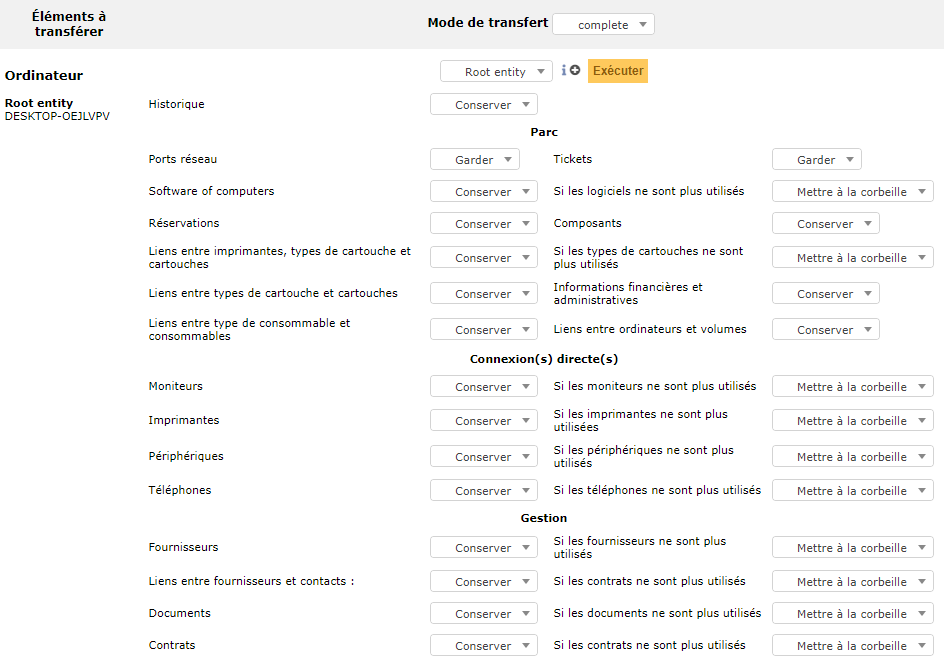 Éléments à
transférer
Mode de transfert complete
Ordinateur
Root entity Exécuter
Root entity
DESKTOP-OEJLVPV
Historique Conserver
Parc
Ports réseau Garder Tickets Garder
Software of computers Conserver Si les logiciels ne sont plus utilisés Mettre à la corbeille
Réservations Conserver Composants Conserver
Liens entre imprimantes, types de cartouche et
cartouches
Conserver
Si les types de cartouches ne sont
plus utilisés
Mettre à la corbeille
Liens entre types de cartouche et cartouches Conserver
Informations financières et
administratives
Conserver
Liens entre type de consommable et
consommables
Conserver Liens entre ordinateurs et volumes Conserver
Connexion(s) directe(s)
Moniteurs Conserver Si les moniteurs ne sont plus utilisés Mettre à la corbeille
Imprimantes Conserver
Si les imprimantes ne sont plus
utilisées
Mettre à la corbeille
Périphériques Conserver
Si les périphériques ne sont plus
utilisés
Mettre à la corbeille
Téléphones Conserver Si les téléphones ne sont plus utilisés Mettre à la corbeille
Gestion
Fournisseurs Conserver
Si les fournisseurs ne sont plus
utilisés
Mettre à la corbeille
Liens entre fournisseurs et contacts : Conserver Si les contrats ne sont plus utilisés Mettre à la corbeille
Documents Conserver Si les documents ne sont plus utilisés Mettre à la corbeille
Contrats Conserver Si les contrats ne sont plus utilisés Mettre à la corbeille